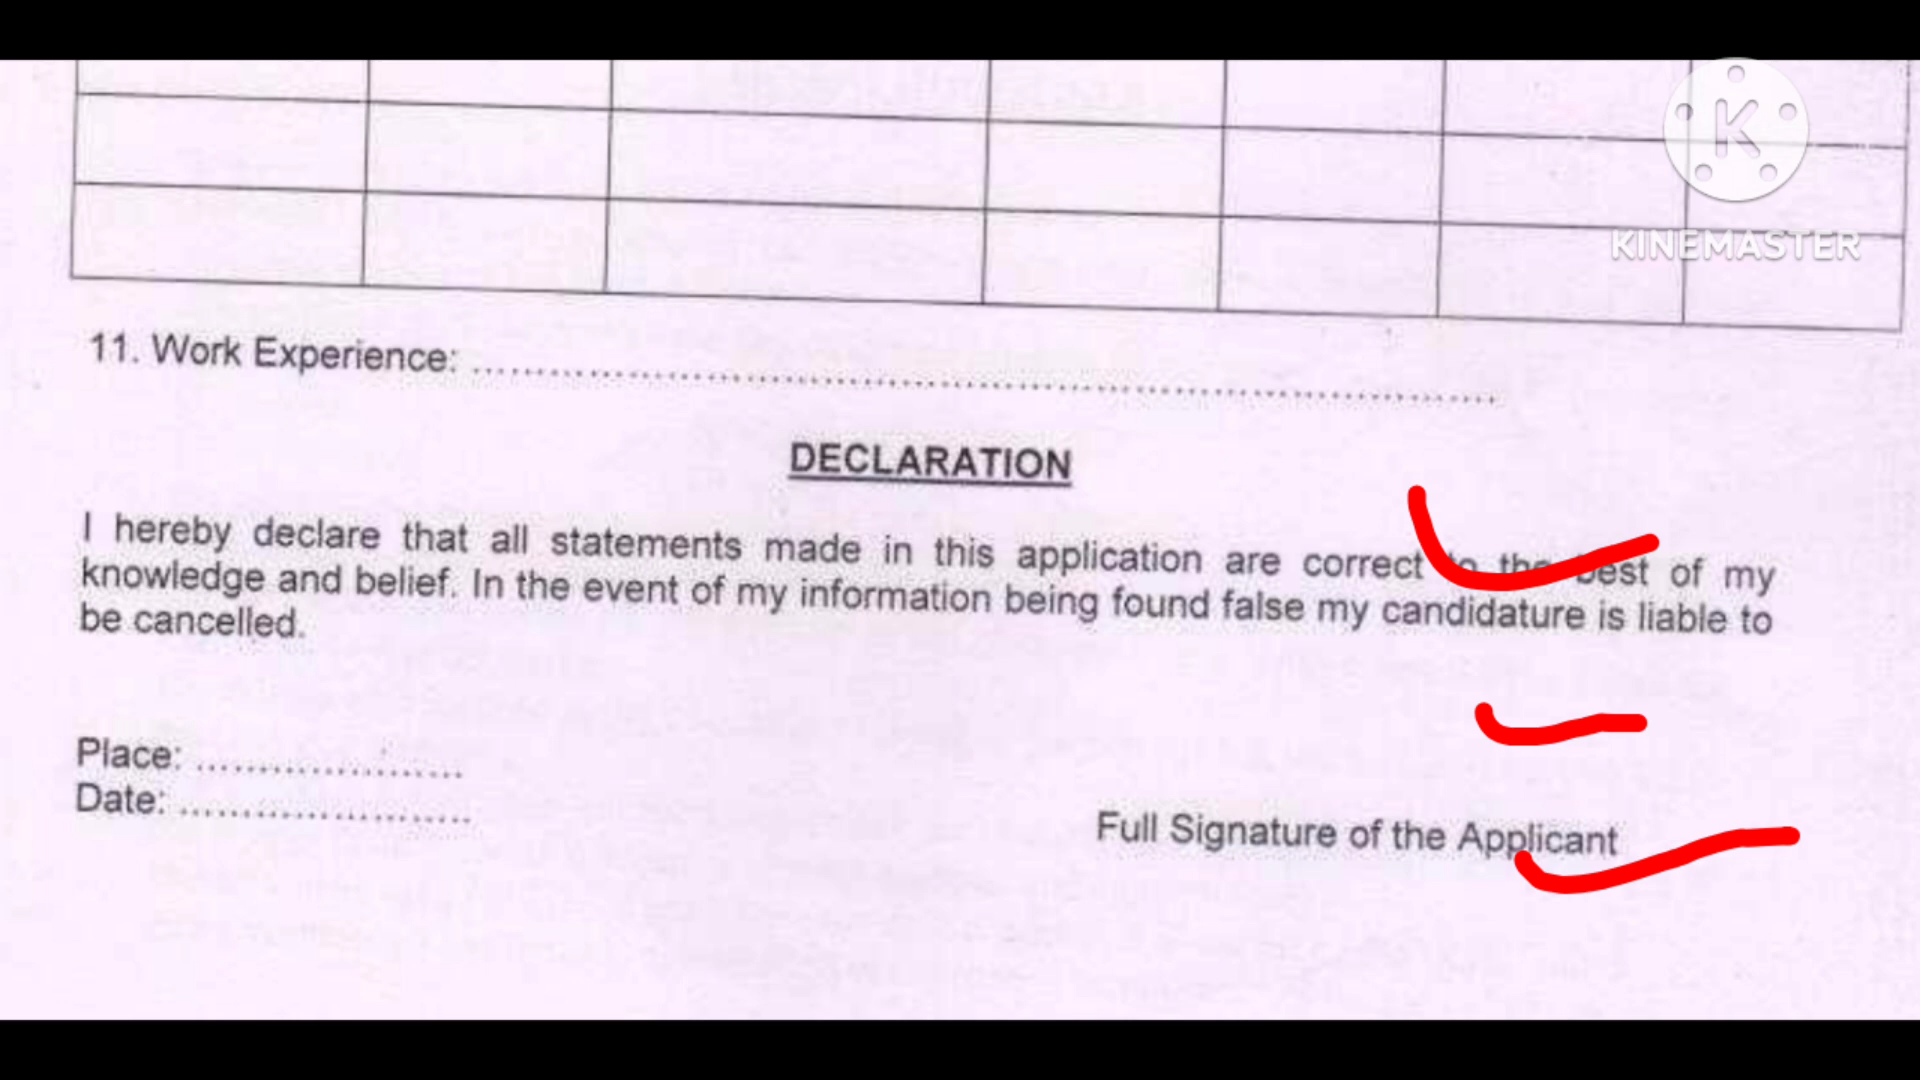 K
KINEMASTER
11. Work Experience: ........................................................................
DECLARATION
I hereby declare that all statements made in this application are correct to the best of my
knowledge and belief. In the event of my information being found false my candidature is liable to
be cancelled.
Place: .....................
Date: .......................
Full Signature of the Applicant